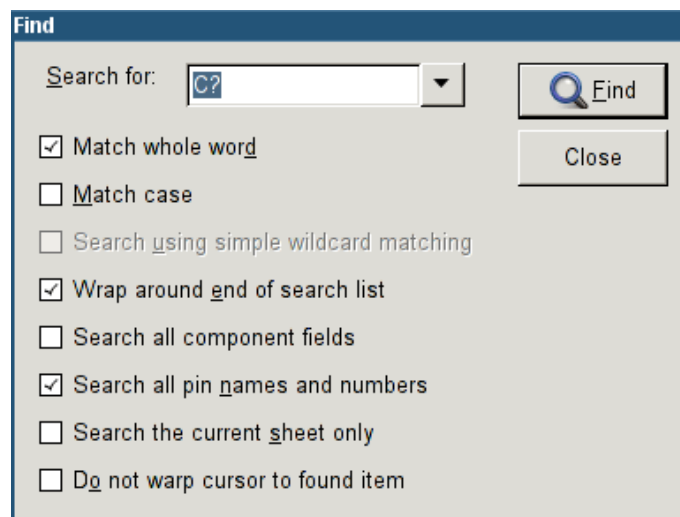 Find
Search for: C? Find
Match whole word Close
Match case
Search using simple wildcard matching
Wrap around end of search list
Search all component fields
Search all pin names and numbers
Search the current sheet only
Do not warp cursor to found item